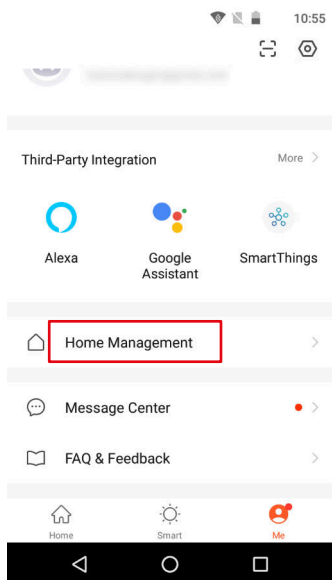 10:55
Third-Party Integration
More
Alexa
Google
Assistant
SmartThings
Home Management
Message Center
FAQ & Feedback
Home
Smart
Me